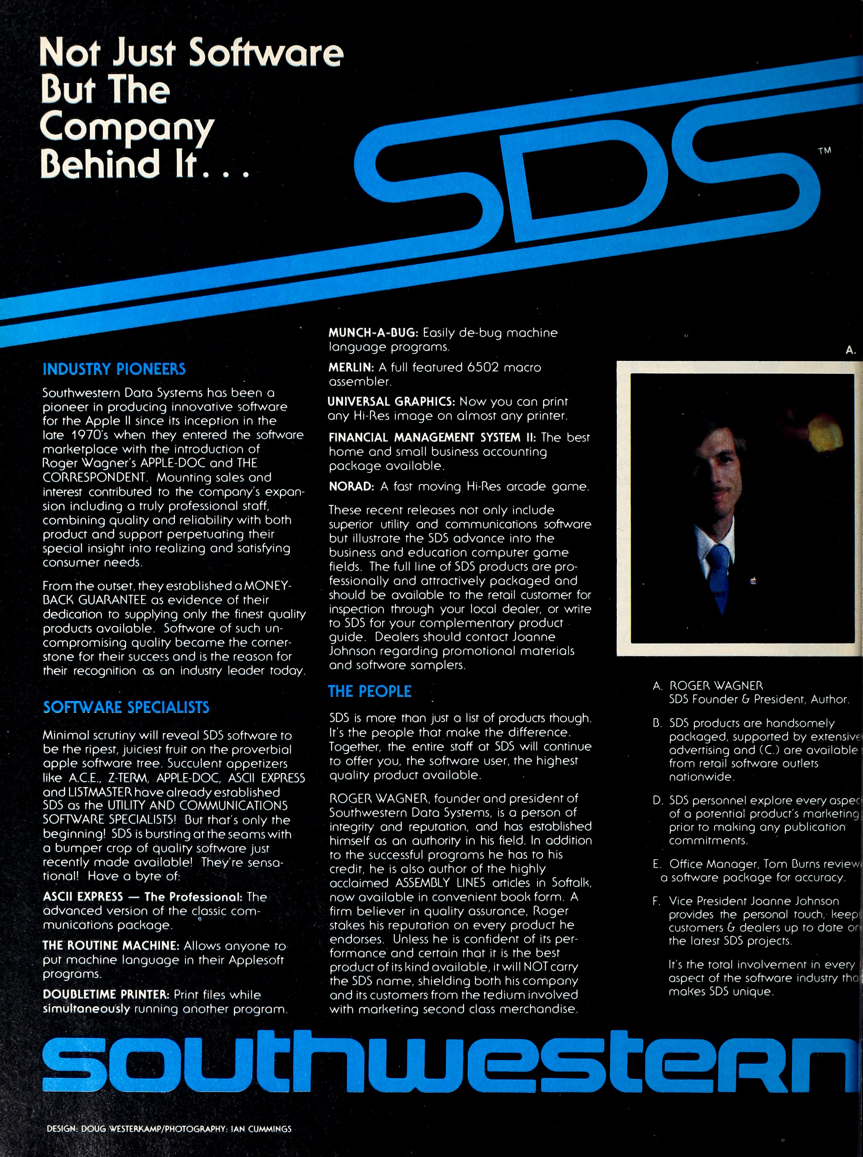 Not Just Software
But The
Company
Behind It...
SDS
TM
INDUSTRY PIONEERS
Southwestern Data Systems has been a
pioneer in producing innovative software
for the Apple II since its inception in the
late 1970's when they entered the software
marketplace with the introduction of
Roger Wagner's APPLE-DOC and THE
CORRESPONDENT. Mounting sales and
interest contributed to the company's expan-
sion including a truly professional staff,
combining quality and reliability with both
product and support perpetuating their
special insight into realizing and satisfying
consumer needs.
From the outset, they established a MONEY-
BACK GUARANTEE as evidence of their
dedication to supplying only the finest quality
products available. Software of such un-
compromising quality became the corner-
stone for their success and is the reason for
their recognition as an industry leader today.
SOFTWARE SPECIALISTS
Minimal scrutiny will reveal SDS software to
be the ripest, juiciest fruit on the proverbial
apple software tree. Succulent appetizers
like A.C.E., Z-TERM, APPLE-DOC, ASCII EXPRESS
and LISTMASTER have already established
SDS as the UTILITY AND COMMUNICATIONS
SOFTWARE SPECIALISTS! But that's only the
beginning! SDS is bursting at the seams with
a bumper crop of quality software just
recently made available! They're sensa-
tional! Have a byte of:
ASCII EXPRESS — The Professional: The
advanced version of the classic com-
munications package.
THE ROUTINE MACHINE: Allows anyone to
put machine language in their Applesoft
programs.
DOUBLETIME PRINTER: Print files while
simultaneously running another program.
MUNCH-A-BUG: Easily de-bug machine
language programs.
MERLIN: A full featured 6502 macro
assembler.
UNIVERSAL GRAPHICS: Now you can print
any Hi-Res image on almost any printer.
FINANCIAL MANAGEMENT SYSTEM II: The best
home and small business accounting
package available.
NORAD: A fast moving Hi-Res arcade game.
These recent releases not only include
superior utility and communications software
but illustrate the SDS advance into the
business and education computer game
fields. The full line of SDS products are pro-
fessionally and attractively packaged and
should be available to the retail customer for
inspection through your local dealer, or write
to SDS for your complementary product
guide. Dealers should contact Joanne
Johnson regarding promotional materials
and software samplers.
THE PEOPLE
SDS is more than just a list of products though.
It's the people that make the difference.
Together, the entire staff at SDS will continue
to offer you, the software user, the highest
quality product available.
ROGER WAGNER, founder and president of
Southwestern Data Systems, is a person of
integrity and reputation, and has established
himself as an authority in his field. In addition
to the successful programs he has to his
credit, he is also author of the highly
acclaimed ASSEMBLY LINES articles in Softalk,
now available in convenient book form. A
firm believer in quality assurance, Roger
stakes his reputation on every product he
endorses. Unless he is confident of its per-
formance and certain that it is the best
product of its kind available, it will NOT carry
the SDS name, shielding both his company
and its customers from the tedium involved
with marketing second class merchandise.
A.
A. ROGER WAGNER
SDS Founder & President, Author.
B. SDS products are handsomely
packaged, supported by extensive
advertising and (C.) are available
from retail software outlets
nationwide.
D. SDS personnel explore every aspec
of a potential product's marketing
prior to making any publication
commitments.
E. Office Manager, Tom Burns review
a software package for accuracy.
F. Vice President Joanne Johnson
provides the personal touch, keep
customers & dealers up to date on
the latest SDS projects.
It's the total involvement in every
aspect of the software industry tha
makes SDS unique.
southwestern
DESIGN: DOUG WESTERKAMP/PHOTOGRAPHY: IAN CUMMINGS